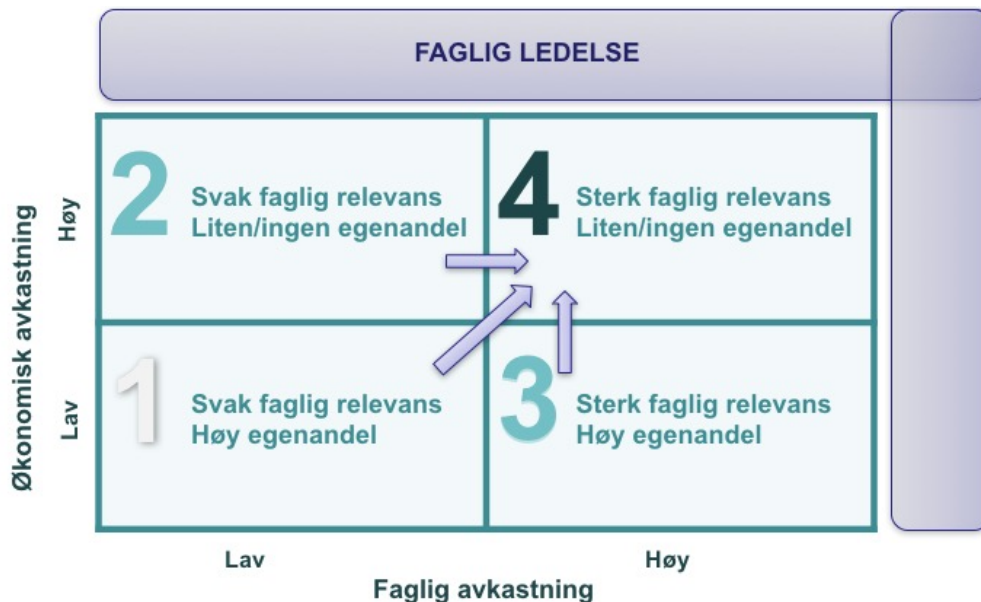 FAGLIG LEDELSE
2
Svak faglig relevans
Liten/ingen egenandel
4
Sterk faglig relevans
Liten/ingen egenandel
1
Svak faglig relevans
Høy egenandel
3
Sterk faglig relevans
Høy egenandel
Økonomisk avkastning
Høy
Lav
Lav
Høy
Faglig avkastning